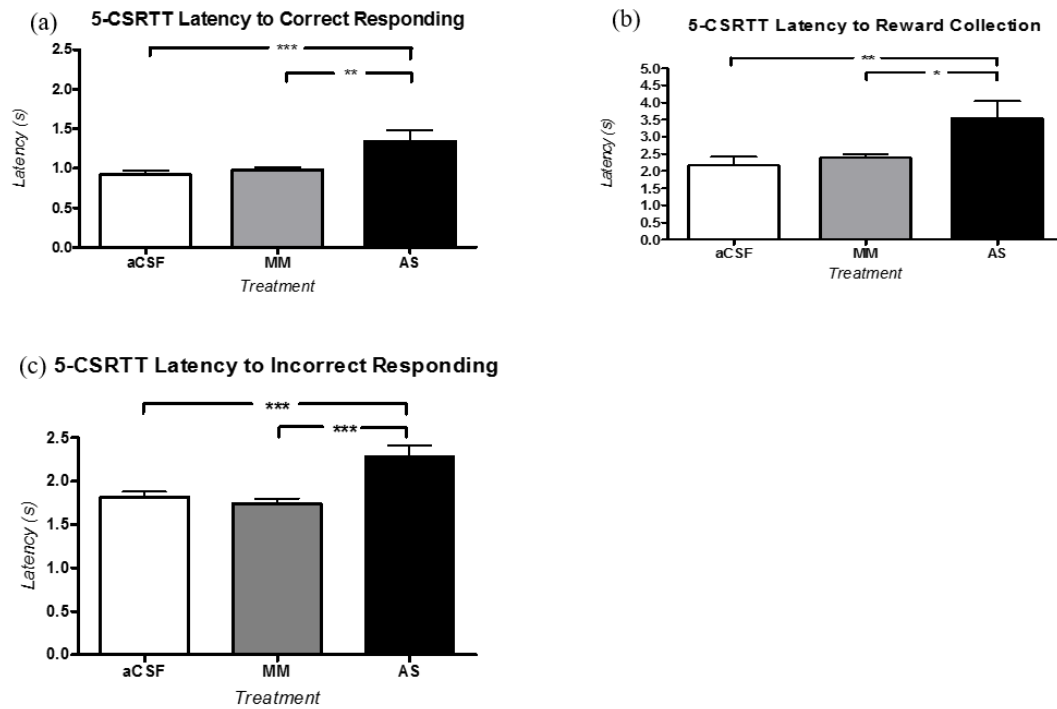 (a)
5-CSRTT Latency to Correct Responding
***
**
2.5
2.0
1.5
1.0
0.5
0.0
Latency (s)
aCSF MM AS
Treatment
(b)
5-CSRTT Latency to Reward Collection
**
*
5.0
4.5
4.0
3.5
3.0
2.5
2.0
1.5
1.0
0.5
0.0
Latency (s)
aCSF MM AS
Treatment
(c) 5-CSRTT Latency to Incorrect Responding
***
***
2.5
2.0
1.5
1.0
0.5
0.0
Latency (s)
aCSF MM AS
Treatment